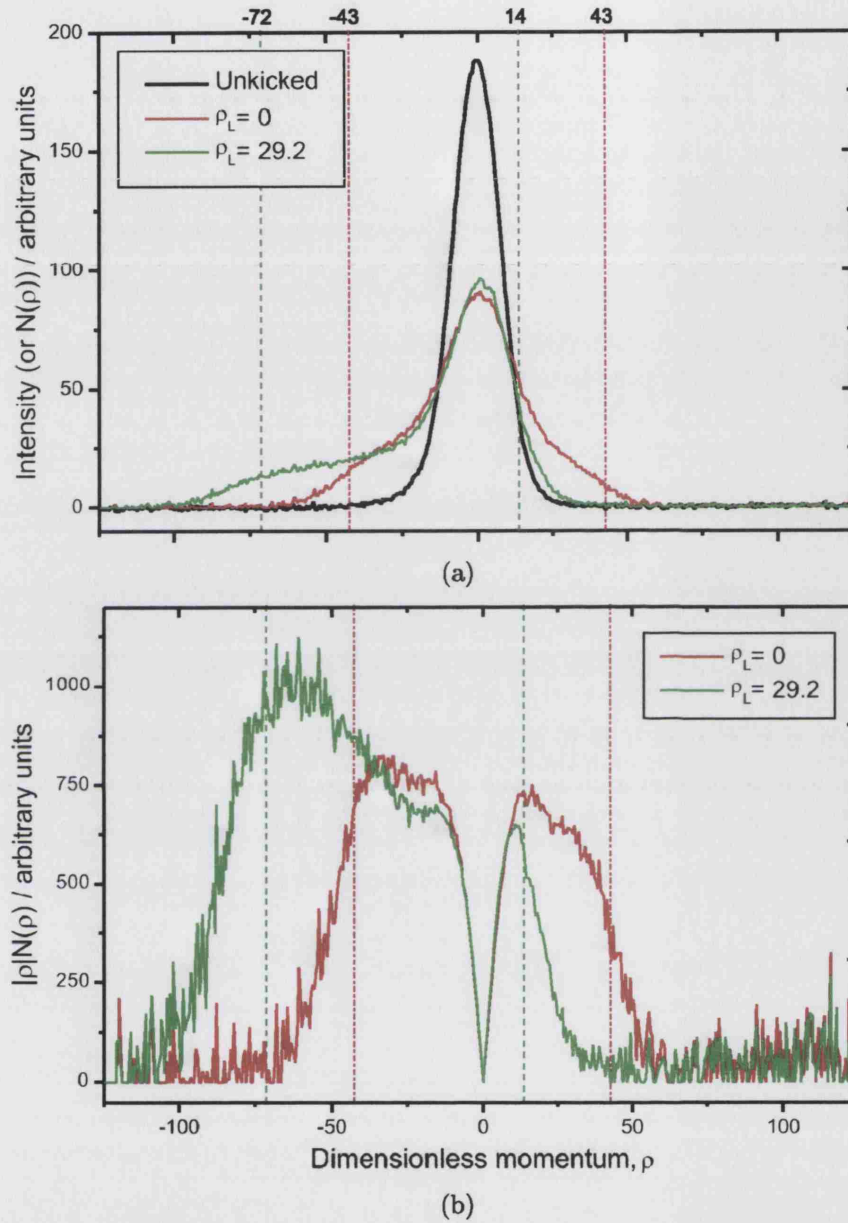 -72 -43 14 43
200
150
100
50
0
Intensity (or N(ρ)) / arbitrary units
Unkicked
ρL= 0
ρL= 29.2
(a)
1000
750
500
250
0
|ρ|N(ρ) / arbitrary units
ρL= 0
ρL= 29.2
-100 -50 0 50 100
Dimensionless momentum, ρ
(b)